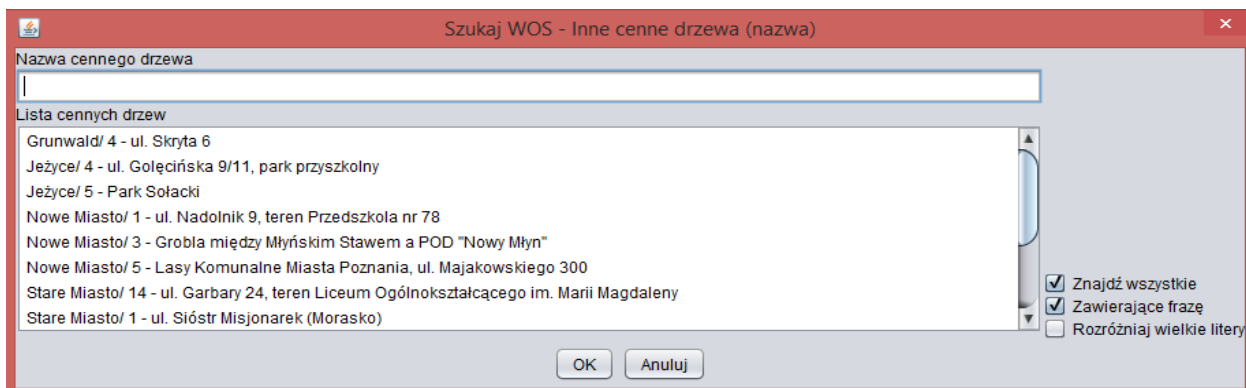 Szukaj WOS - Inne cenne drzewa (nazwa)
Nazwa cennego drzewa
Lista cennych drzew
Grunwald/ 4 - ul. Skryta 6
Jeżyce/ 4 - ul. Golęcińska 9/11, park przyszkolny
Jeżyce/ 5 - Park Sołacki
Nowe Miasto/ 1 - ul. Nadolnik 9, teren Przedszkola nr 78
Nowe Miasto/ 3 - Grobla między Młyńskim Stawem a POD "Nowy Młyn"
Nowe Miasto/ 5 - Lasy Komunalne Miasta Poznania, ul. Majakowskiego 300
Stare Miasto/ 14 - ul. Garbary 24, teren Liceum Ogólnokształcącego im. Marii Magdaleny
Stare Miasto/ 1 - ul. Sióstr Misjonarek (Morasko)
Znajdź wszystkie
Zawierające frazę
Rozróżniaj wielkie litery
OK Anuluj